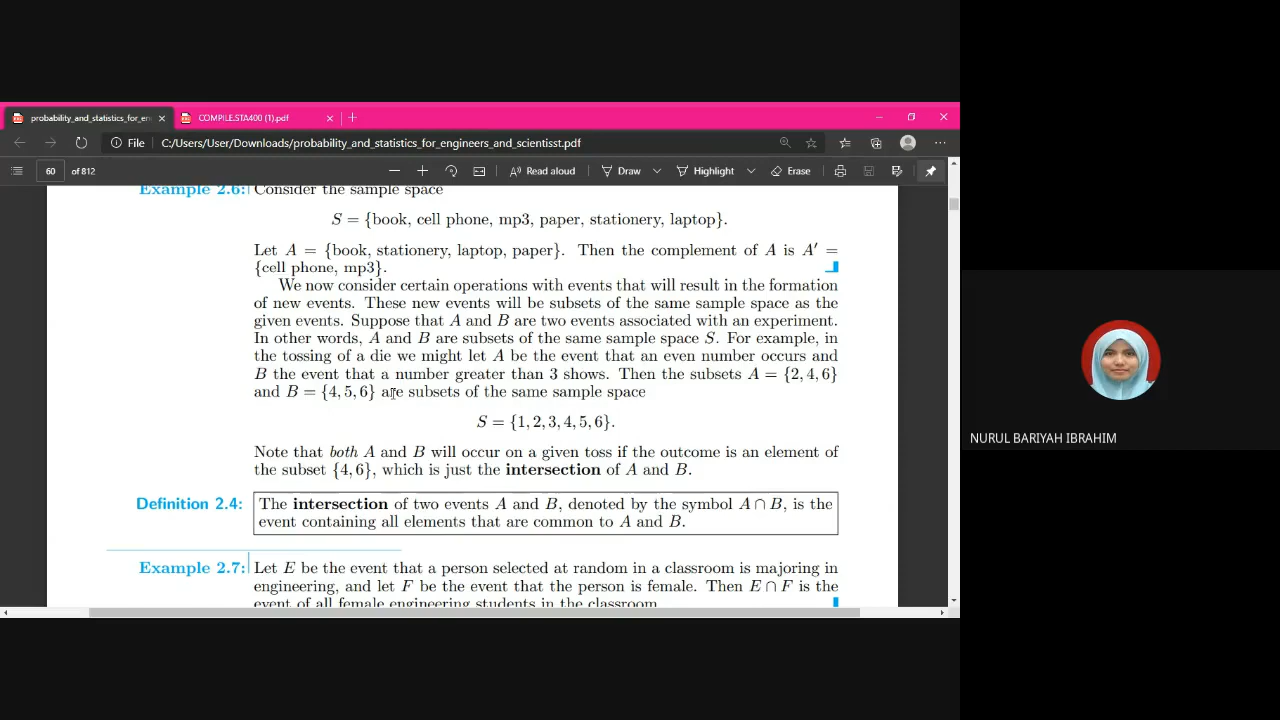 probability_and_statistics_for_en
COMPILE.STA400 (1).pdf
File
C:/Users/User/Downloads/probability_and_statistics_for_engineers_and_scientisst.pdf
60 of 812
Read aloud
Draw
Highlight
Erase
Example 2.6: Consider the sample space
S = {book, cell phone, mp3, paper, stationery, laptop}.
Let A = {book, stationery, laptop, paper}. Then the complement of A is A′ =
{cell phone, mp3}.
We now consider certain operations with events that will result in the formation
of new events. These new events will be subsets of the same sample space as the
given events. Suppose that A and B are two events associated with an experiment.
In other words, A and B are subsets of the same sample space S. For example, in
the tossing of a die we might let A be the event that an even number occurs and
B the event that a number greater than 3 shows. Then the subsets A = {2, 4, 6}
and B = {4, 5, 6} are subsets of the same sample space
S = {1, 2, 3, 4, 5, 6}.
Note that both A and B will occur on a given toss if the outcome is an element of
the subset {4, 6}, which is just the intersection of A and B.
Definition 2.4: The intersection of two events A and B, denoted by the symbol A ∩ B, is the
event containing all elements that are common to A and B.
Example 2.7: Let E be the event that a person selected at random in a classroom is majoring in
engineering, and let F be the event that the person is female. Then E ∩ F is the
event of all female engineering students in the classroom
NURUL BARIYAH IBRAHIM